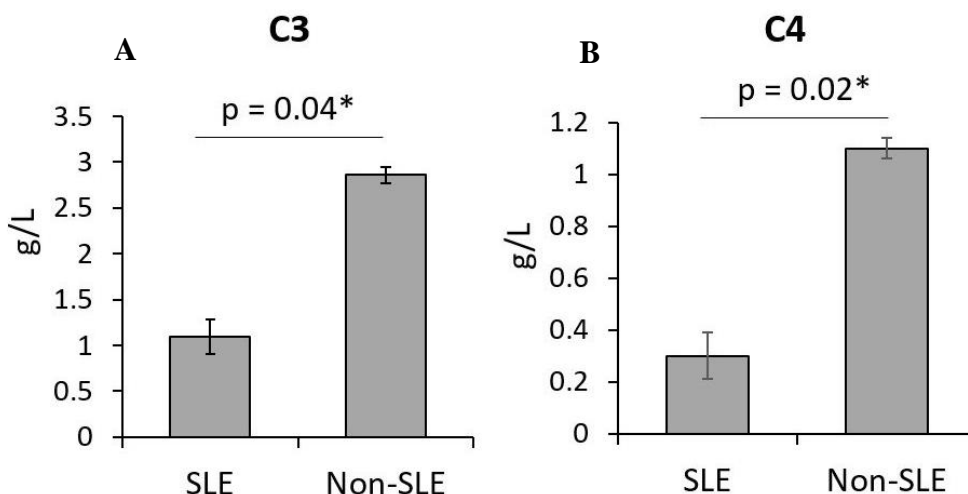 A
C3
p = 0.04*
3.5
3
2.5
2
1.5
1
0.5
0
g/L
SLE
Non-SLE
B
C4
p = 0.02*
1.2
1
0.8
0.6
0.4
0.2
0
g/L
SLE
Non-SLE